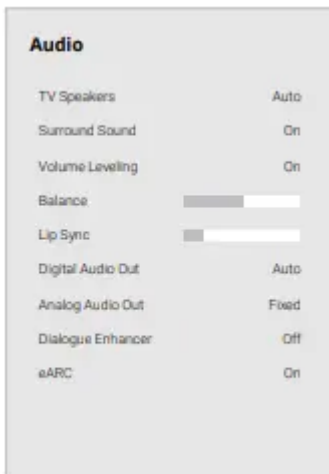 Audio
TV Speakers Auto
Surround Sound On
Volume Leveling On
Balance
Lip Sync
Digital Audio Out Auto
Analog Audio Out Fixed
Dialogue Enhancer Off
eARC On